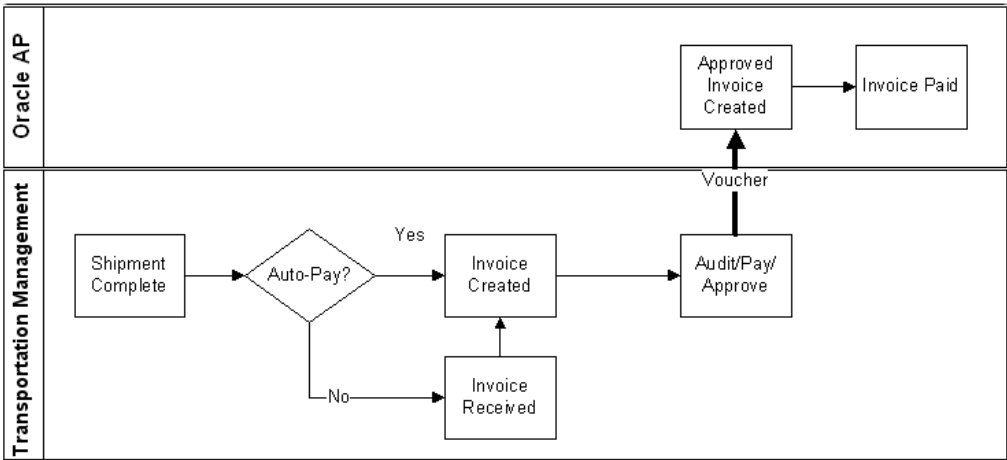 Oracle AP
Approved
Invoice
Created
Invoice Paid
Voucher
Transportation Management
Shipment
Complete
Auto-Pay?
Yes
Invoice
Created
Audit/Pay/
Approve
No
Invoice
Received